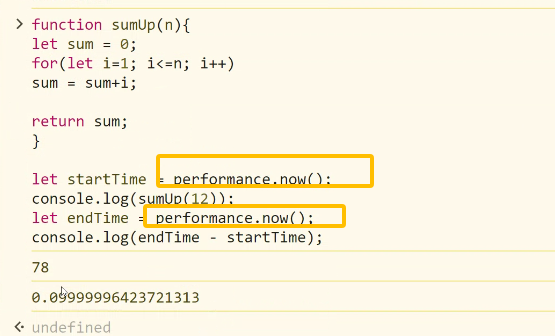 function sumUp(n){
let sum = 0;
for(let i=1; i<=n; i++)
sum = sum+i;
return sum;
}
let startTime = performance.now();
console.log(sumUp(12));
let endTime = performance.now();
console.log(endTime - startTime);
78
0.09999996423721313
undefined